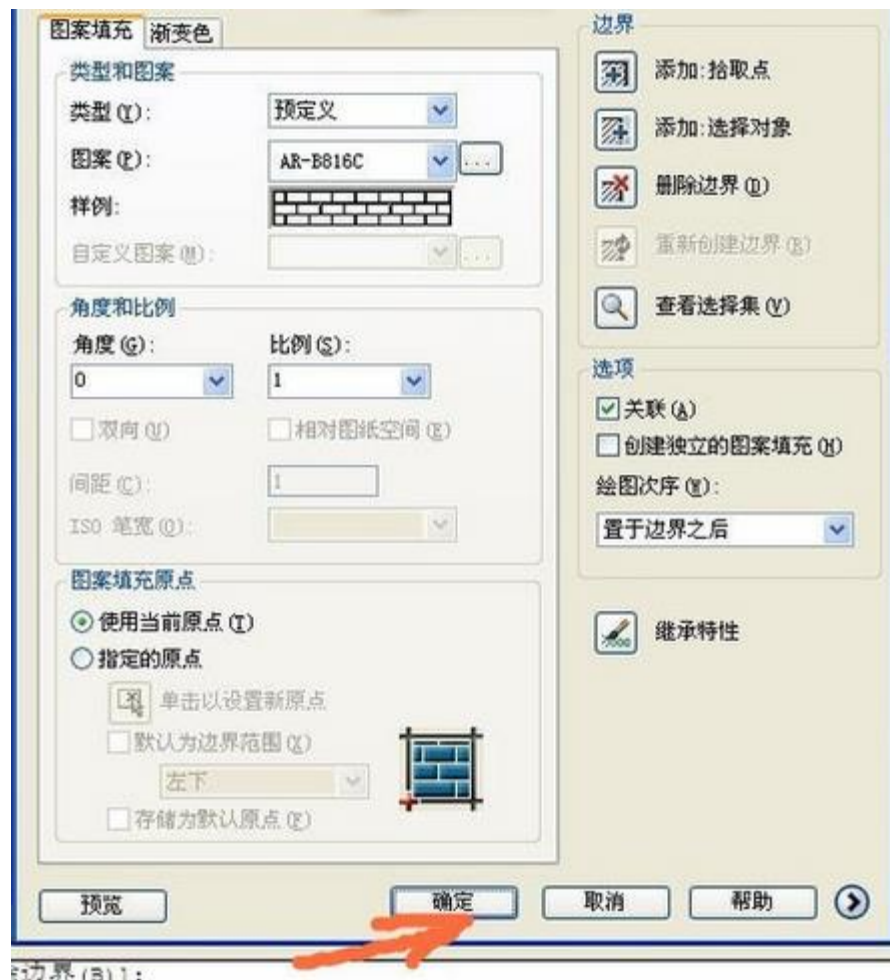 图案填充 渐变色
类型和图案
类型(Y):
预定义
图案(P):
AR-B816C
...
样例:
自定义图案(M):
...
角度和比例
角度(G):
比例(S):
0
1
双向(U)
相对图纸空间(E)
间距(C):
1
ISO 笔宽(O):
图案填充原点
使用当前原点(T)
指定的原点
单击以设置新原点
默认为边界范围(X)
左下
存储为默认原点(F)
边界
添加:拾取点
添加:选择对象
删除边界(D)
重新创建边界(R)
查看选择集(V)
选项
关联(A)
创建独立的图案填充(H)
绘图次序(W):
置于边界之后
继承特性
预览
确定
取消
帮助
边界(B)]: